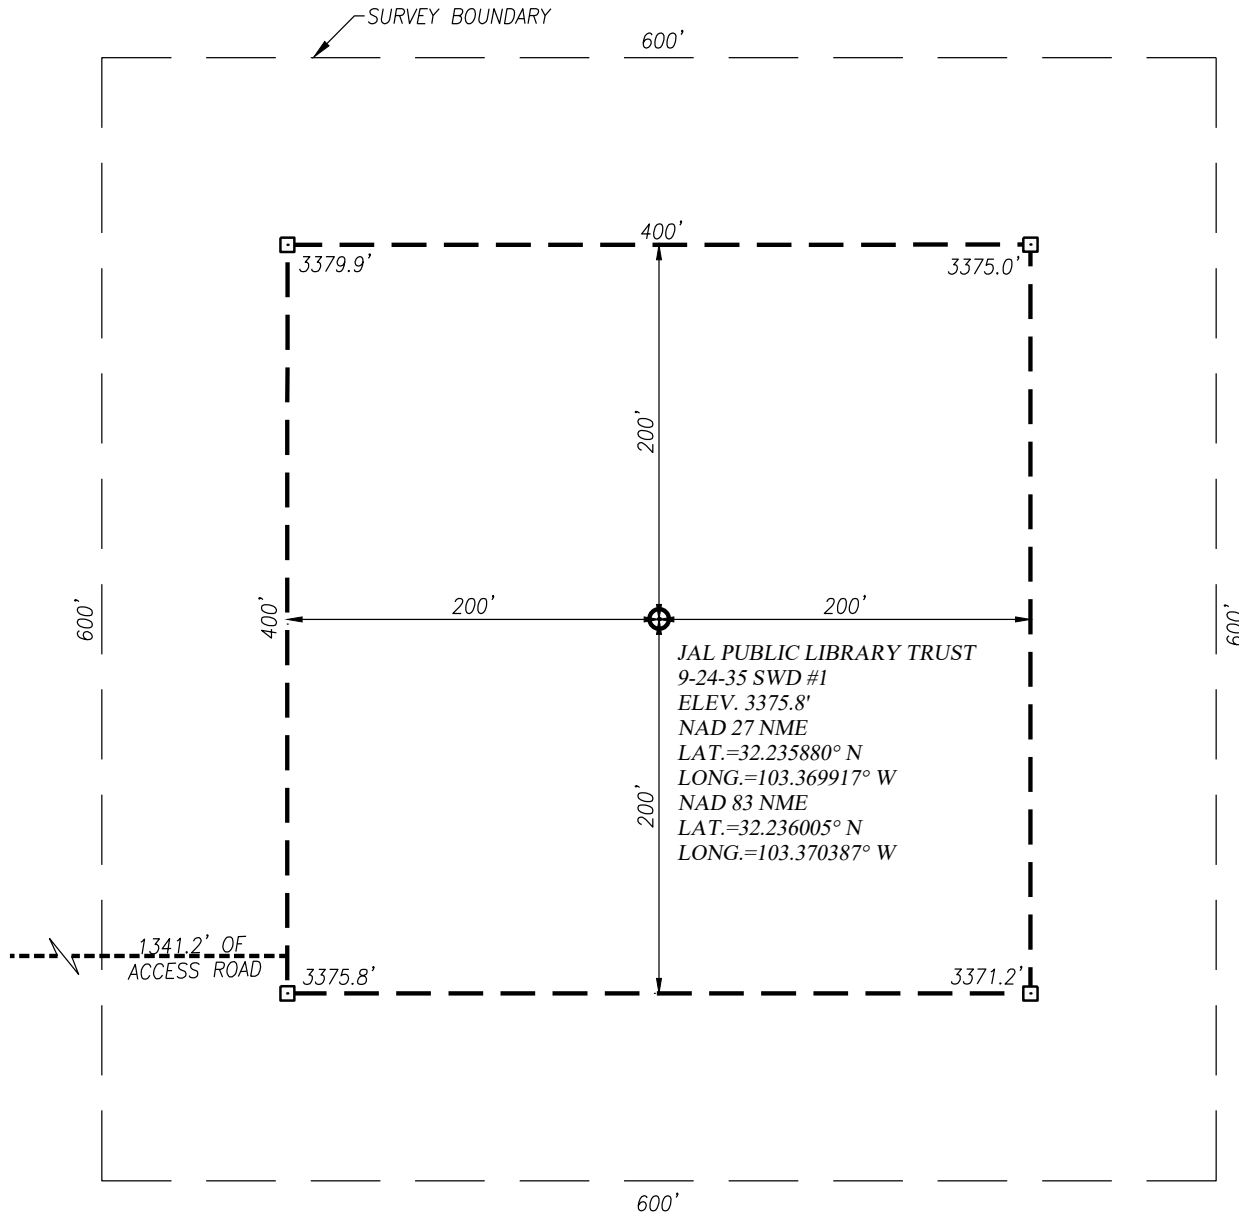 SURVEY BOUNDARY
600'
400'
3379.9'
3375.0'
200'
200'
200'
600'
400'
600'
JAL PUBLIC LIBRARY TRUST
9-24-35 SWD #1
ELEV. 3375.8'
NAD 27 NME
LAT.=32.235880° N
LONG.=103.369917° W
NAD 83 NME
LAT.=32.236005° N
LONG.=103.370387° W
200'
1341.2' OF
ACCESS ROAD
3375.8'
3371.2'
600'